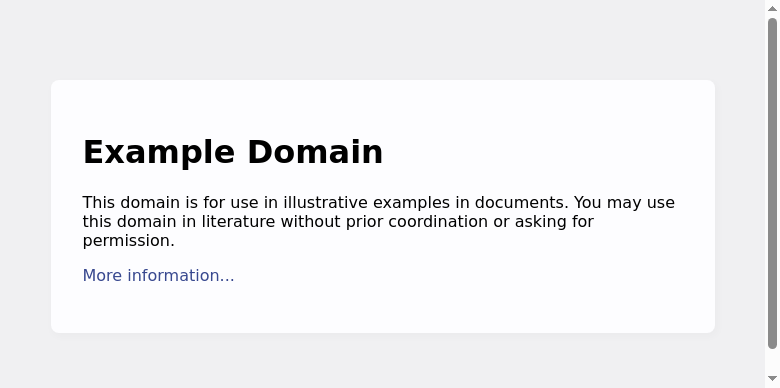 Example Domain
This domain is for use in illustrative examples in documents. You may use
this domain in literature without prior coordination or asking for
permission.
More information...